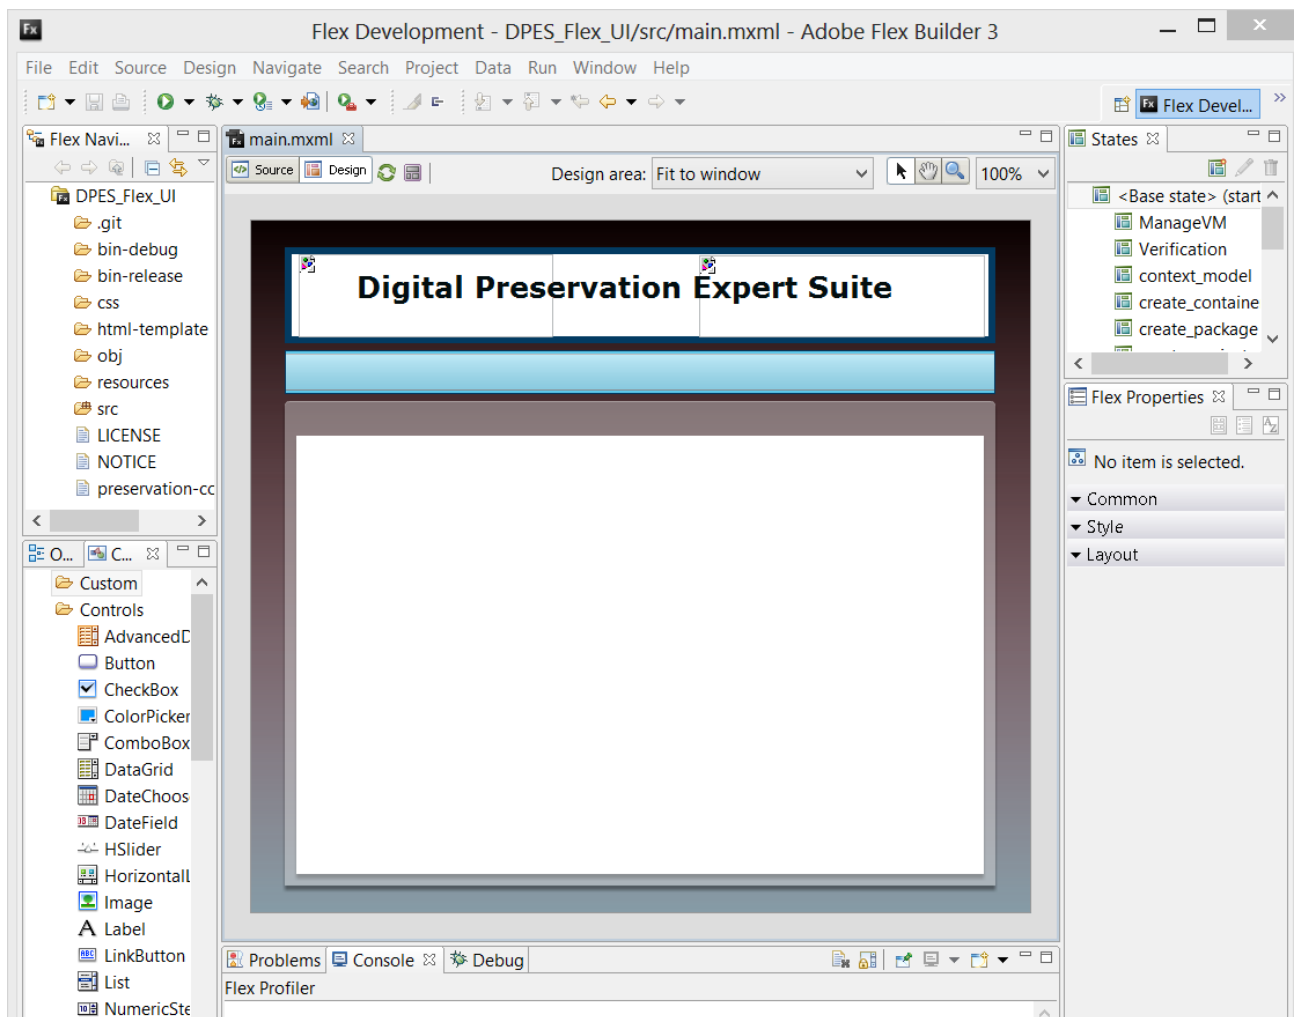 Fx Flex Development - DPES_Flex_UI/src/main.mxml - Adobe Flex Builder 3
File Edit Source Design Navigate Search Project Data Run Window Help
Fx Flex Devel...
Flex Navi...
DPES_Flex_UI
.git
bin-debug
bin-release
css
html-template
obj
resources
src
LICENSE
NOTICE
preservation-cc
O... C...
Custom
Controls
AdvancedD
Button
CheckBox
ColorPicker
ComboBox
DataGrid
DateChoos
DateField
HSlider
HorizontalL
Image
Label
LinkButton
List
NumericSte
main.mxml
Source Design Design area: Fit to window 100%
Digital Preservation Expert Suite
Problems Console Debug
Flex Profiler
States
<Base state> (start
ManageVM
Verification
context_model
create_containe
create_package
Flex Properties
No item is selected.
Common
Style
Layout